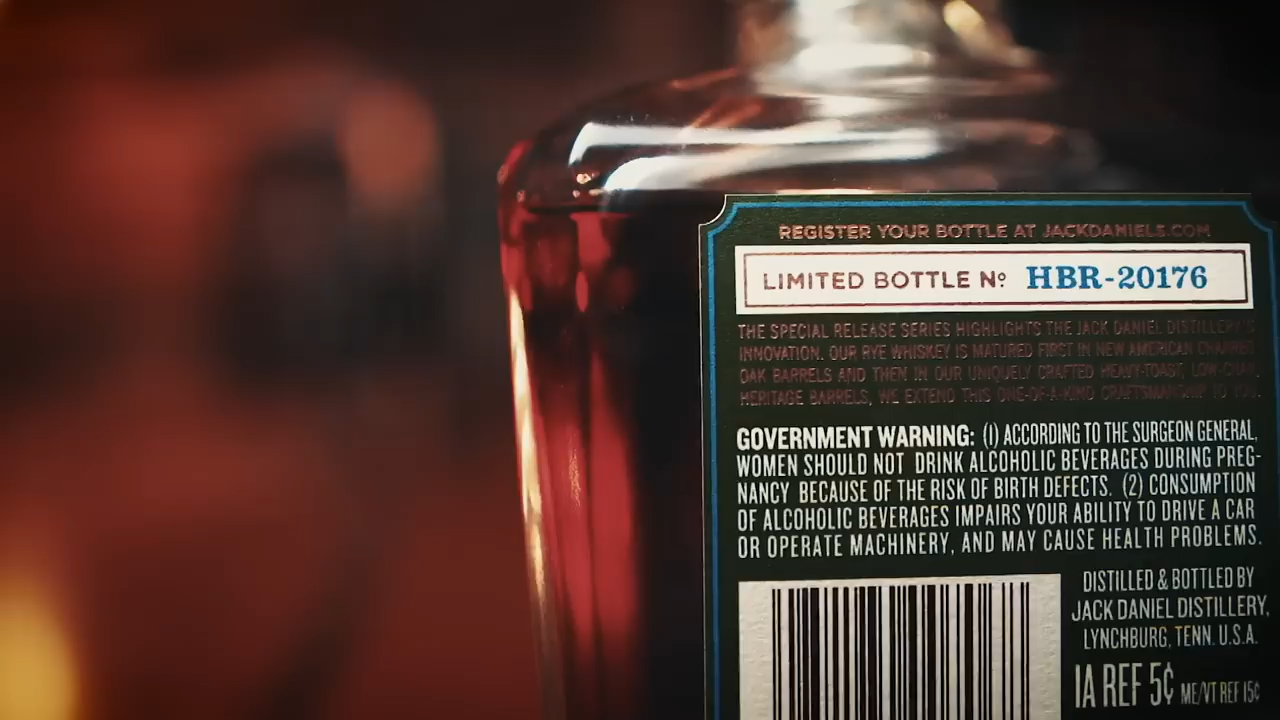 REGISTER YOUR BOTTLE AT JACKDANIELS.COM
LIMITED BOTTLE Nº HBR-20176
THE SPECIAL RELEASE SERIES HIGHLIGHTS THE JACK DANIEL DISTILLERY'S
INNOVATION. OUR RYE WHISKEY IS MATURED FIRST IN NEW AMERICAN CHARRED
OAK BARRELS AND THEN IN OUR UNIQUELY CRAFTED HEAVY-TOAST, LOW-CHAR,
HERITAGE BARRELS, WE EXTEND THIS ONE-OF-A-KIND CRAFTSMANSHIP TO YOU.
GOVERNMENT WARNING: (1) ACCORDING TO THE SURGEON GENERAL,
WOMEN SHOULD NOT DRINK ALCOHOLIC BEVERAGES DURING PREG-
NANCY BECAUSE OF THE RISK OF BIRTH DEFECTS. (2) CONSUMPTION
OF ALCOHOLIC BEVERAGES IMPAIRS YOUR ABILITY TO DRIVE A CAR
OR OPERATE MACHINERY, AND MAY CAUSE HEALTH PROBLEMS.
DISTILLED & BOTTLED BY
JACK DANIEL DISTILLERY,
LYNCHBURG, TENN. U.S.A.
IA REF 5¢ ME/VT REF 15¢